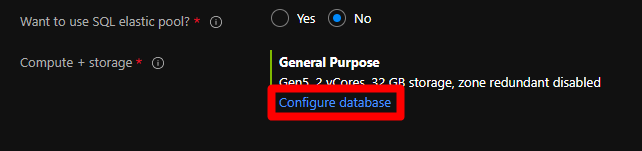 Want to use SQL elastic pool? *
Yes
No
Compute + storage *
General Purpose
Gen5, 2 vCores, 32 GB storage, zone redundant disabled
Configure database